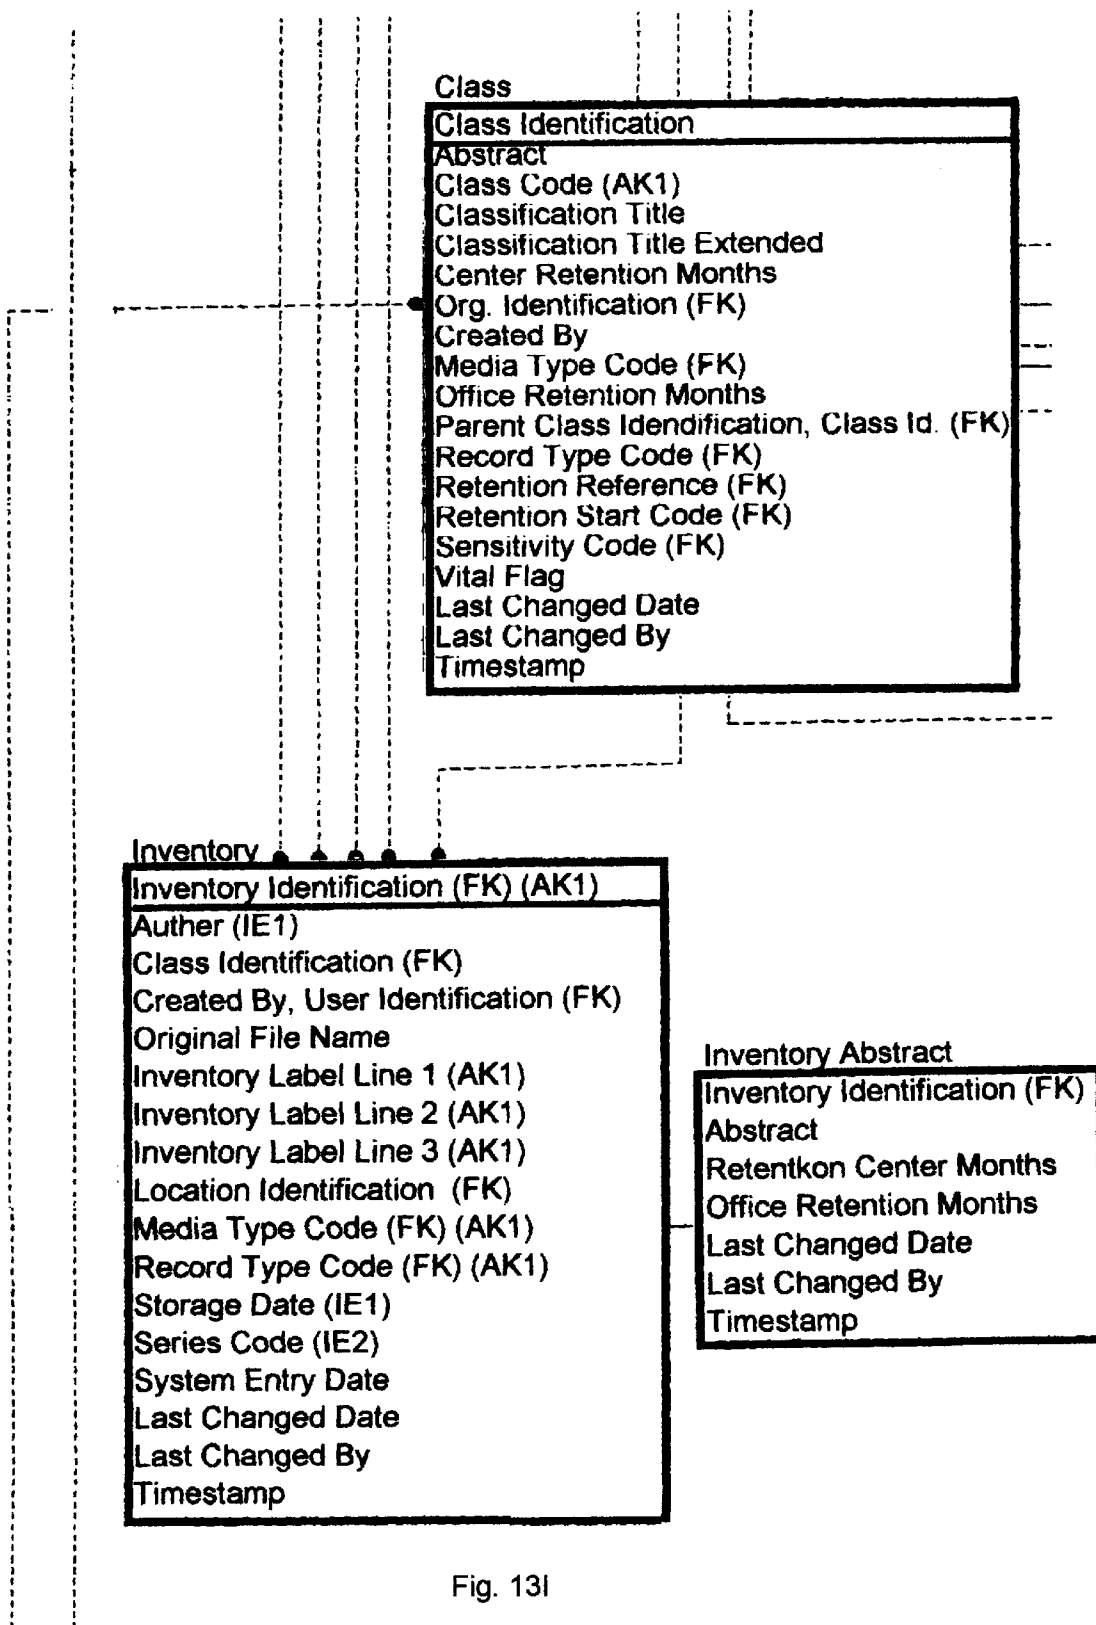 Class
Class Identification
Abstract
Class Code (AK1)
Classification Title
Classification Title Extended
Center Retention Months
Org. Identification (FK)
Created By
Media Type Code (FK)
Office Retention Months
Parent Class Idendification, Class Id. (FK)
Record Type Code (FK)
Retention Reference (FK)
Retention Start Code (FK)
Sensitivity Code (FK)
Vital Flag
Last Changed Date
Last Changed By
Timestamp
Inventory
Inventory Identification (FK) (AK1)
Auther (IE1)
Class Identification (FK)
Created By, User Identification (FK)
Original File Name
Inventory Label Line 1 (AK1)
Inventory Label Line 2 (AK1)
Inventory Label Line 3 (AK1)
Location Identification (FK)
Media Type Code (FK) (AK1)
Record Type Code (FK) (AK1)
Storage Date (IE1)
Series Code (IE2)
System Entry Date
Last Changed Date
Last Changed By
Timestamp
Inventory Abstract
Inventory Identification (FK)
Abstract
Retentkon Center Months
Office Retention Months
Last Changed Date
Last Changed By
Timestamp
Fig. 13I